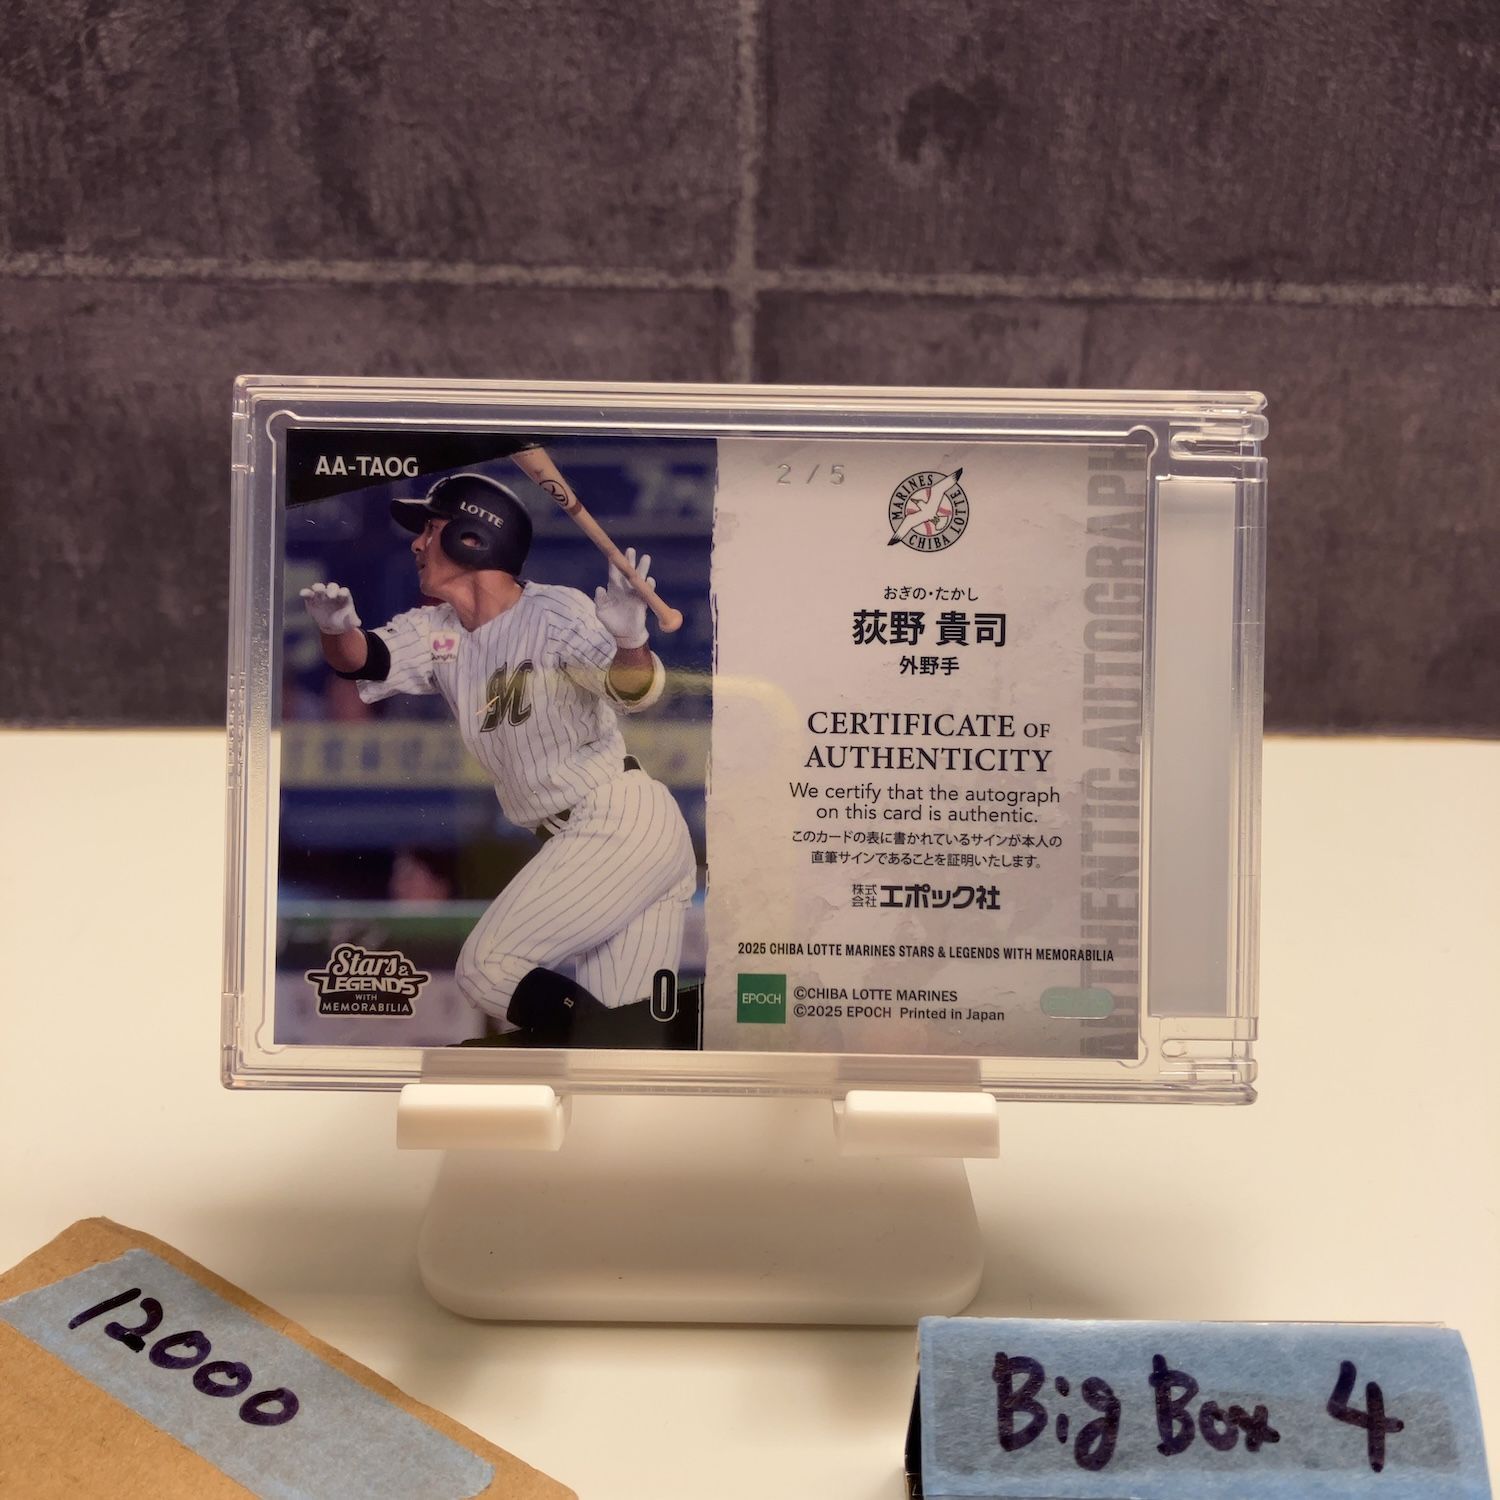 AA-TAOG
LOTTE
M
Stars &
LEGENDS
WITH
MEMORABILIA
0
2/5
MARINES
CHIBA LOTTE
おぎの・たかし
荻野 貴司
外野手
CERTIFICATE OF
AUTHENTICITY
We certify that the autograph
on this card is authentic.
このカードの表に書かれているサインが本人の
直筆サインであることを証明いたします。
株式会社 エポック社
2025 CHIBA LOTTE MARINES STARS & LEGENDS WITH MEMORABILIA
EPOCH
©CHIBA LOTTE MARINES
©2025 EPOCH Printed in Japan
AUTHENTIC AUTOGRAPH
12000
Big Box 4